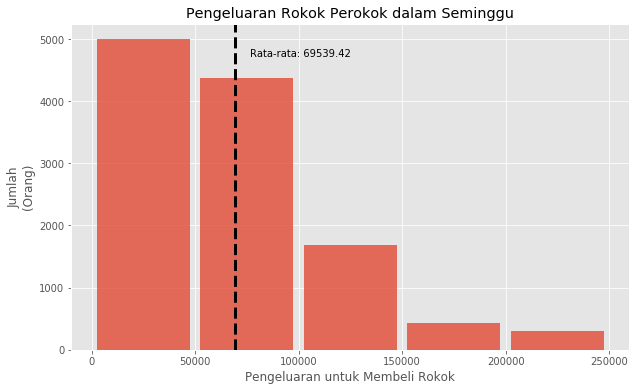 Pengeluaran Rokok Perokok dalam Seminggu
Rata-rata: 69539.42
5000
4000
3000
2000
1000
0
Jumlah
(Orang)
0 50000 100000 150000 200000 250000
Pengeluaran untuk Membeli Rokok